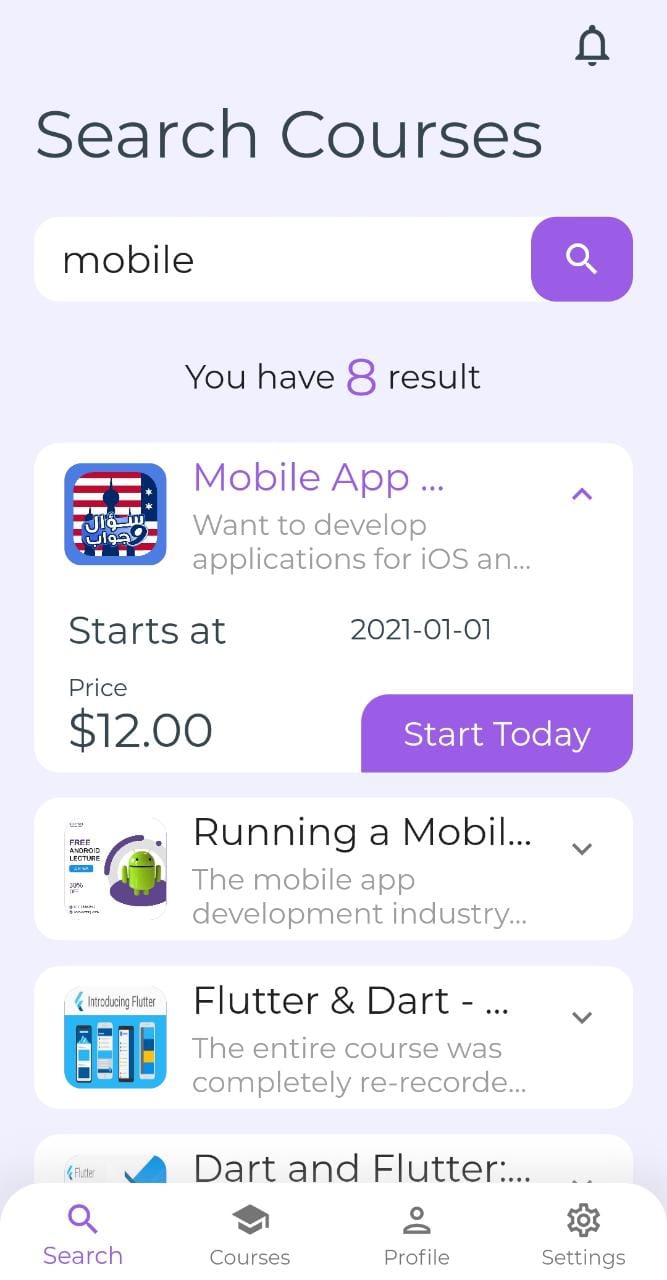 Search Courses
mobile
You have 8 result
Mobile App ...
Want to develop
applications for iOS an...
سؤال
و
جواب
Starts at
2021-01-01
Price
$12.00
Start Today
FREE
ANDROID
LECTURE
30%
OFF
Running a Mobil...
The mobile app
development industry...
Introducing Flutter
Flutter & Dart - ...
The entire course was
completely re-recorde...
Flutter
Dart and Flutter:...
Search
Courses
Profile
Settings